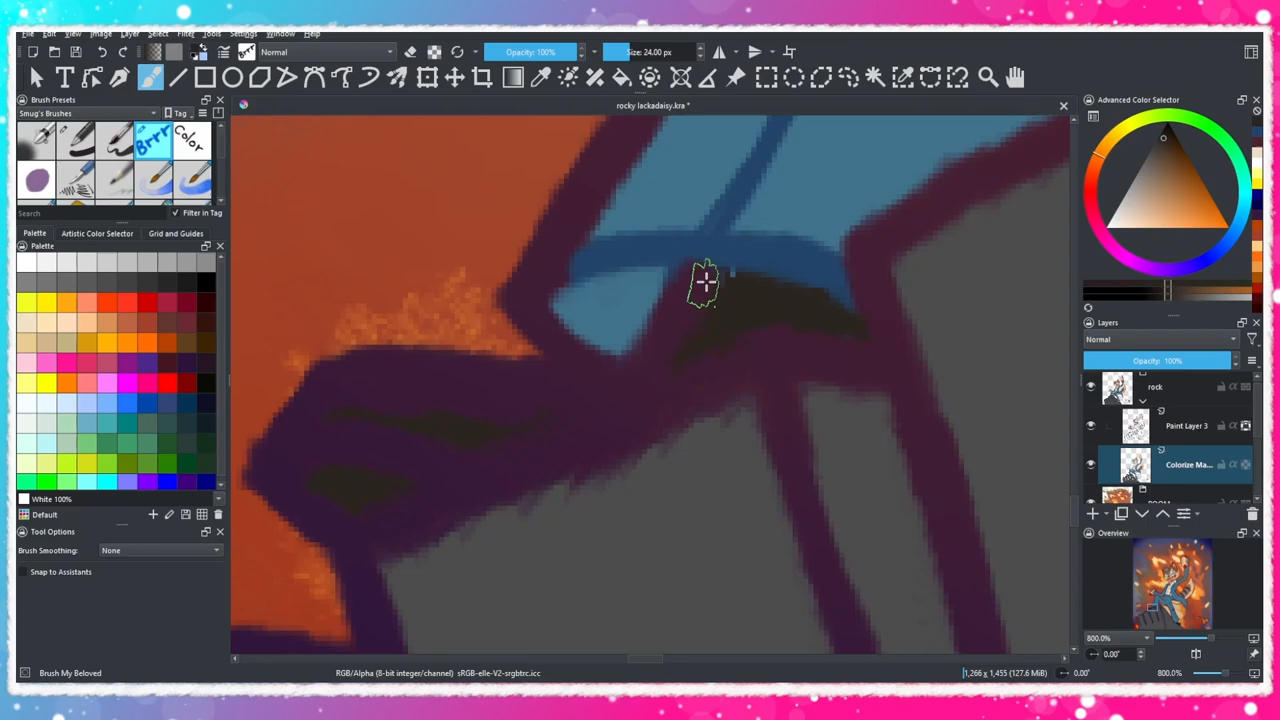 File Edit View Image Layer Select Filter Tools Settings Window Help
Normal
Opacity: 100%
Size: 24.00 px
Brush Presets
rocky lackadaisy.kra *
Advanced Color Selector
Smug's Brushes
Tag
Brrr
Color
Search
Filter in Tag
Palette
Artistic Color Selector
Grid and Guides
Palette
Layers
Normal
Opacity: 100%
rock
Paint Layer 3
Colorize Ma...
White 100%
Default
Overview
Tool Options
Brush Smoothing:
None
Snap to Assistants
800.0%
0.00°
Brush My Beloved
RGB/Alpha (8-bit integer/channel) sRGB-elle-V2-srgbtrc.icc
1,266 x 1,455 (127.6 MiB)
0.00°
800.0%